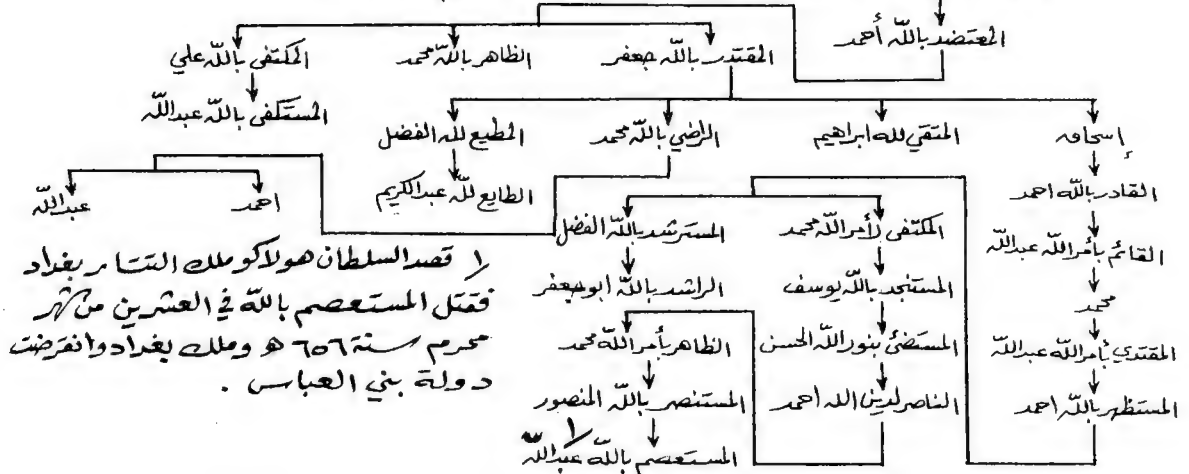 المعتضد بالله أحمد
المقتدر بالله جعفر
الظاهر بالله محمد
المكتفي بالله علي
المستكفي بالله عبدالله
إسحاق
المتقي لله ابراهيم
الراضي بالله محمد
المطيع لله الفضل
الطايع لله عبدالكريم
احمد
عبدالله
القادر بالله احمد
القائم بأمر الله عبدالله
محمد
المقتدي بأمر الله عبدالله
المستظهر بالله احمد
المكتفى لأمر الله محمد
المسترشد بالله الفضل
المستنجد بالله يوسف
الراشد بالله ابو جعفر
المستضئ بنور الله الحسن
الناصر لدين الله احمد
الظاهر بأمر الله محمد
المستنصر بالله المنصور
١
المستعصم بالله عبدالله
١ قصد السلطان هولاكو ملك التتار بغداد
فقتل المستعصم بالله في العشرين من شهر
محرم سنة ٦٥٦ هـ وملك بغداد وانقرضت
دولة بني العباس .